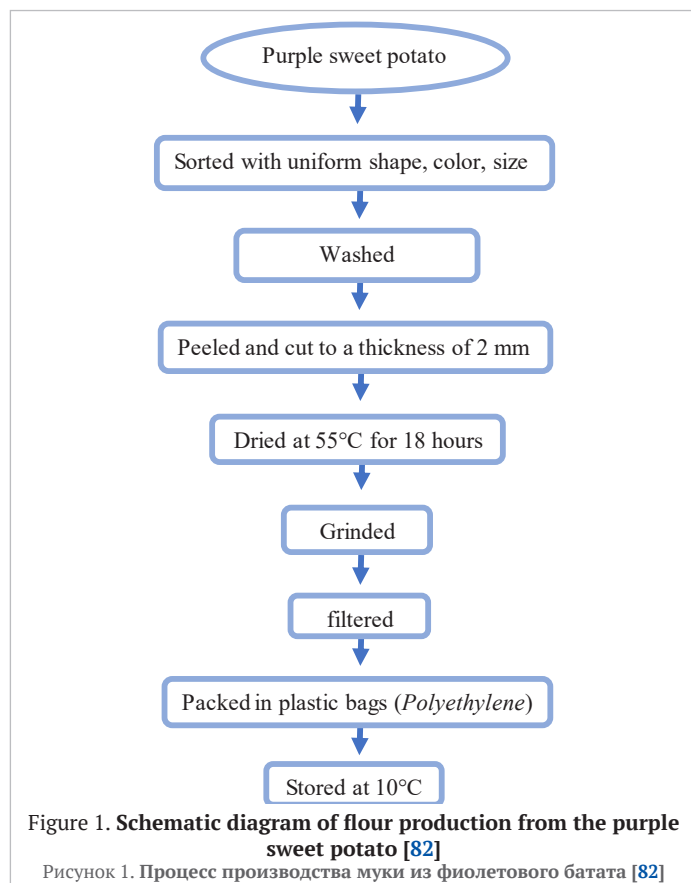 Purple sweet potato
Sorted with uniform shape, color, size
Washed
Peeled and cut to a thickness of 2 mm
Dried at 55°C for 18 hours
Grinded
filtered
Packed in plastic bags (Polyethylene)
Stored at 10°C
Figure 1. Schematic diagram of flour production from the purple
sweet potato [82]
Рисунок 1. Процесс производства муки из фиолетового батата [82]